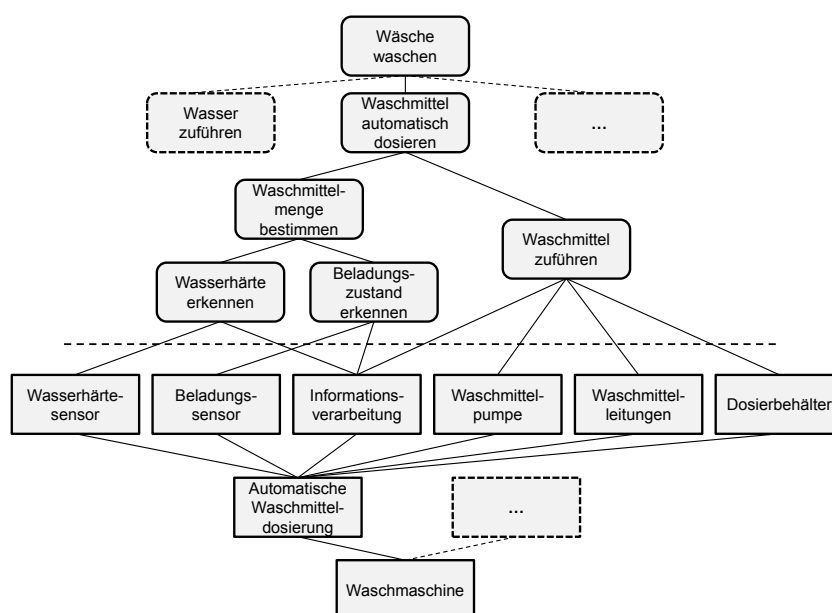 Wäsche
waschen
Wasser
zuführen
Waschmittel
automatisch
dosieren
...
Waschmittel-
menge
bestimmen
Waschmittel
zuführen
Wasserhärte
erkennen
Beladungs-
zustand
erkennen
Wasserhärte-
sensor
Beladungs-
sensor
Informations-
verarbeitung
Waschmittel-
pumpe
Waschmittel-
leitungen
Dosierbehälter
Automatische
Waschmittel-
dosierung
...
Waschmaschine